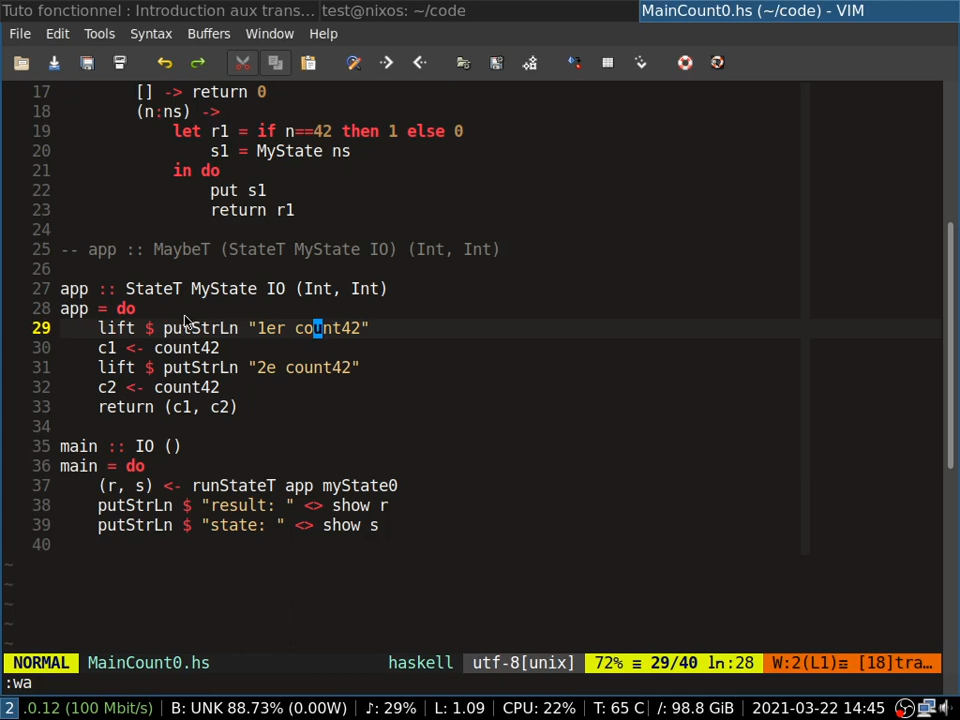 Tuto fonctionnel : Introduction aux trans... test@nixos: ~/code MainCount0.hs (~/code) - VIM
File Edit Tools Syntax Buffers Window Help
17 [] -> return 0
18 (n:ns) ->
19 let r1 = if n==42 then 1 else 0
20 s1 = MyState ns
21 in do
22 put s1
23 return r1
24
25 -- app :: MaybeT (StateT MyState IO) (Int, Int)
26
27 app :: StateT MyState IO (Int, Int)
28 app = do
29 lift $ putStrLn "1er count42"
30 c1 <- count42
31 lift $ putStrLn "2e count42"
32 c2 <- count42
33 return (c1, c2)
34
35 main :: IO ()
36 main = do
37 (r, s) <- runStateT app myState0
38 putStrLn $ "result: " <> show r
39 putStrLn $ "state: " <> show s
40
~
~
~
~
~
NORMAL MainCount0.hs haskell utf-8[unix] 72% ≡ 29/40 ln:28 W:2(L1)≡ [18]tra...
:wa
2 .0.12 (100 Mbit/s) B: UNK 88.73% (0.00W) ♪: 29% L: 1.09 CPU: 22% T: 65 C /: 98.8 GiB 2021-03-22 14:45